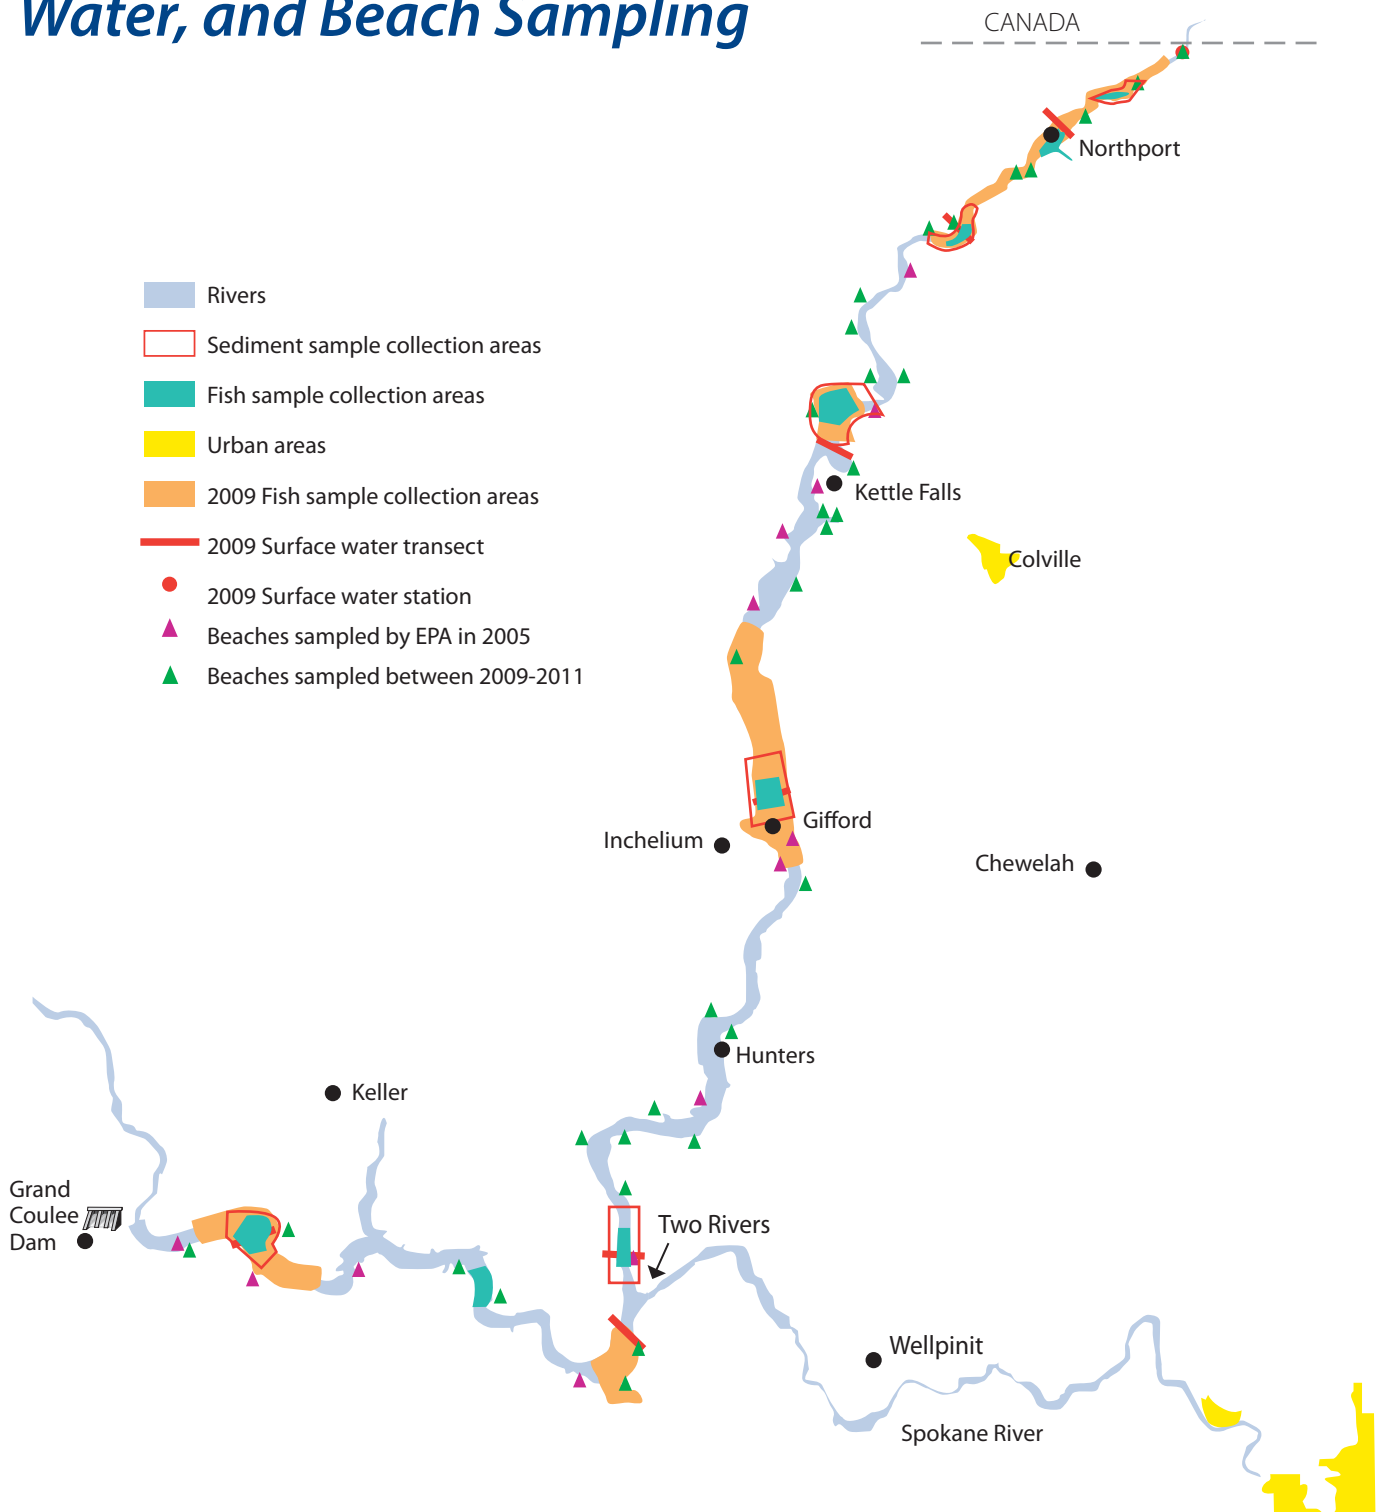 Water, and Beach Sampling
CANADA
Northport
Rivers
Sediment sample collection areas
Fish sample collection areas
Urban areas
2009 Fish sample collection areas
2009 Surface water transect
2009 Surface water station
Beaches sampled by EPA in 2005
Beaches sampled between 2009-2011
Kettle Falls
Colville
Gifford
Inchelium
Chewelah
Hunters
Keller
Grand
Coulee
Dam
Two Rivers
Wellpinit
Spokane River